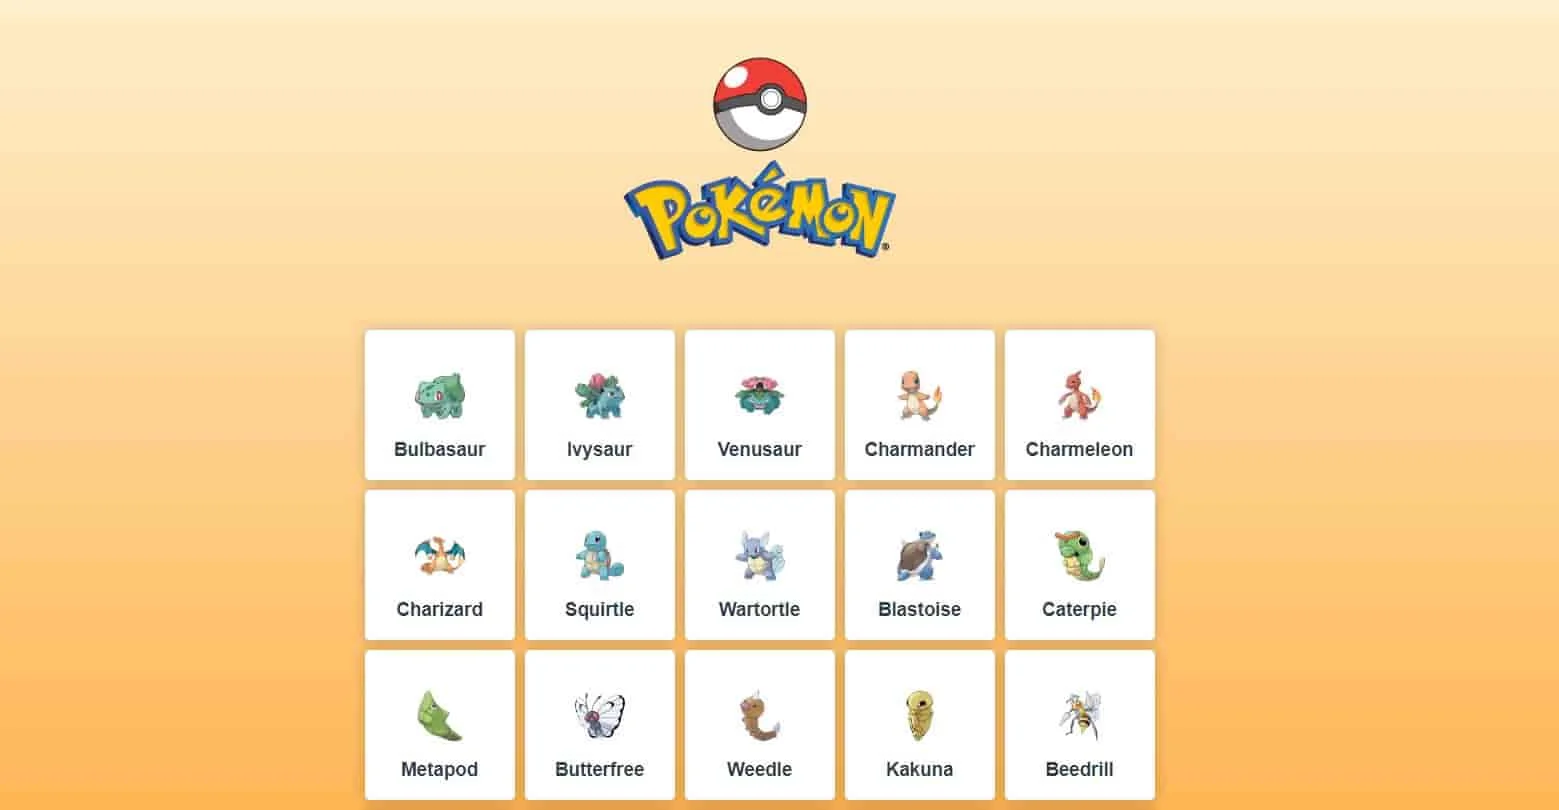 POKéMON®
Bulbasaur Ivysaur Venusaur Charmander Charmeleon
Charizard Squirtle Wartortle Blastoise Caterpie
Metapod Butterfree Weedle Kakuna Beedrill